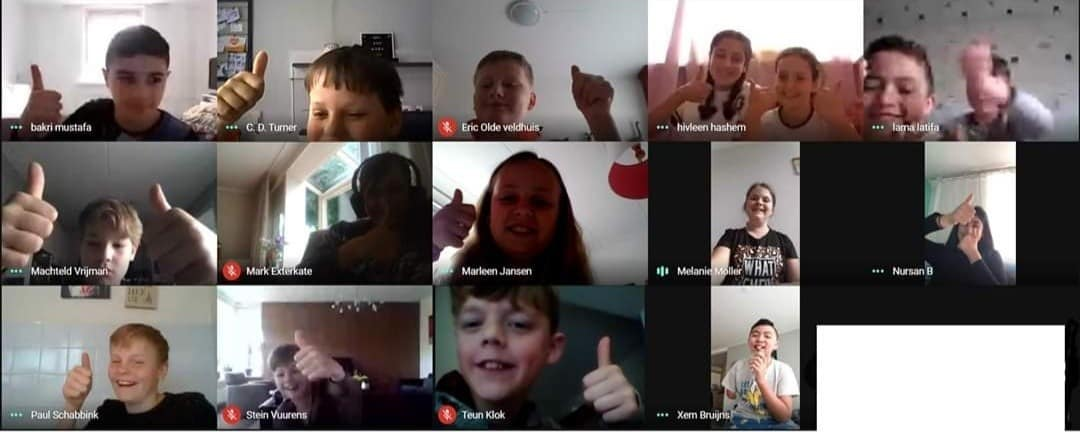 bakri mustafa
C. D. Turner
Eric Olde veldhuis
hivleen hashem
lama latifa
Machteld Vrijman
Mark Exterkate
Marleen Jansen
Melanie Moller
WHAT
Nursan B
Paul Schabbink
Stein Vuurens
Teun Klok
Xem Bruijns